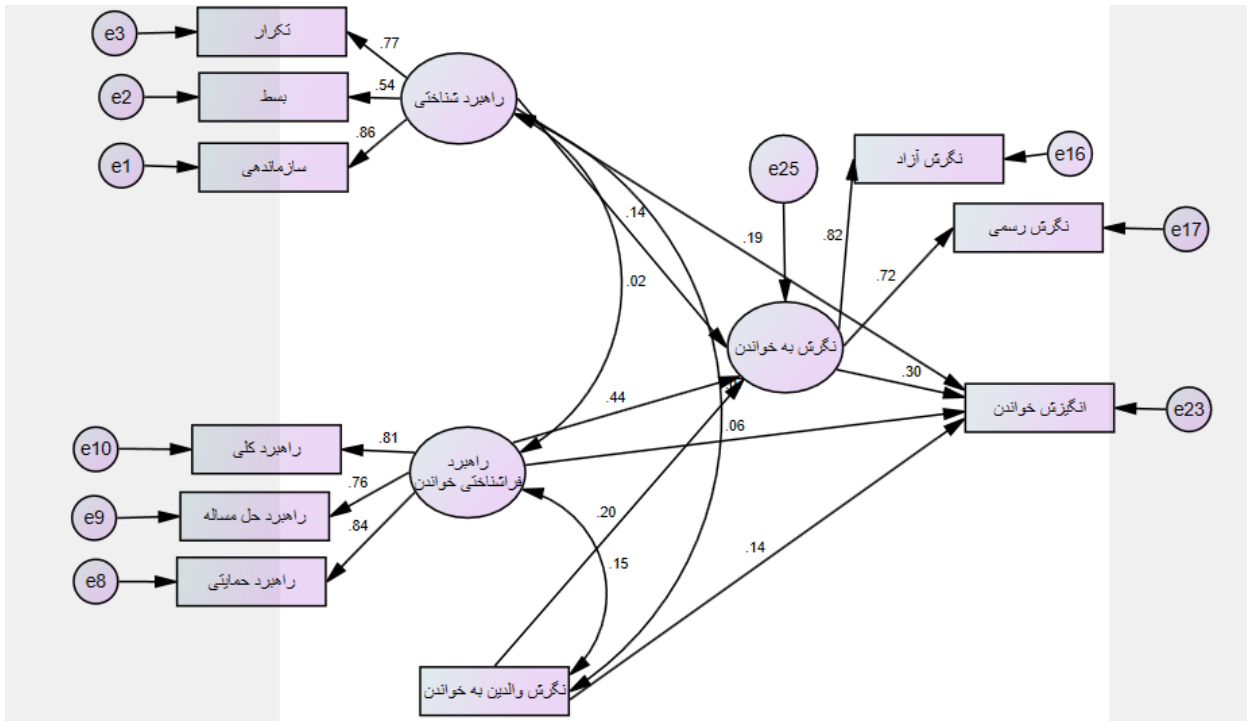 e3
تکرار
.77
e2
بسط
.54
راهبرد شناختی
e1
سازماندهی
.86
e25
نگرش آزاد
e16
نگرش رسمی
e17
.14
.19
.82
.72
.02
نگرش به خواندن
.30
انگیزش خواندن
e23
.44
.06
e10
راهبرد کلی
.81
راهبرد
فراشناختی خواندن
e9
راهبرد حل مساله
.76
e8
راهبرد حمایتی
.84
.20
.15
.14
نگرش والدین به خواندن